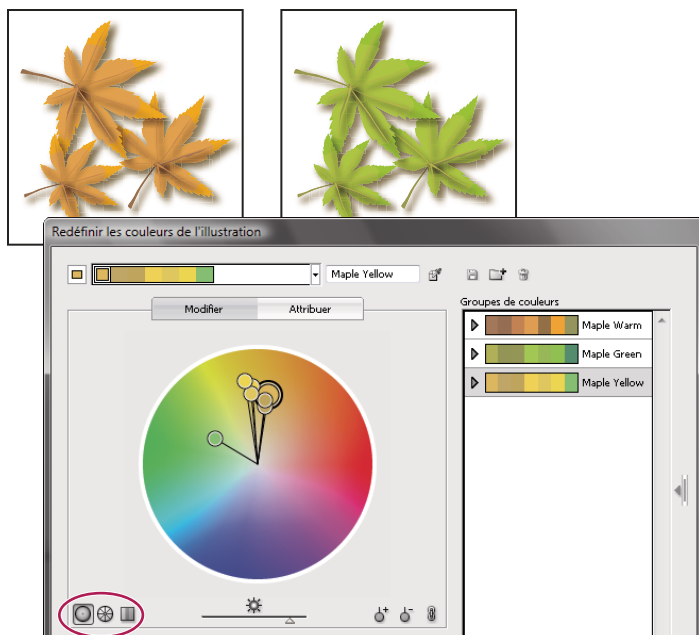 Redéfinir les couleurs de l'illustration
Maple Yellow
Modifier
Attribuer
Groupes de couleurs
Maple Warm
Maple Green
Maple Yellow